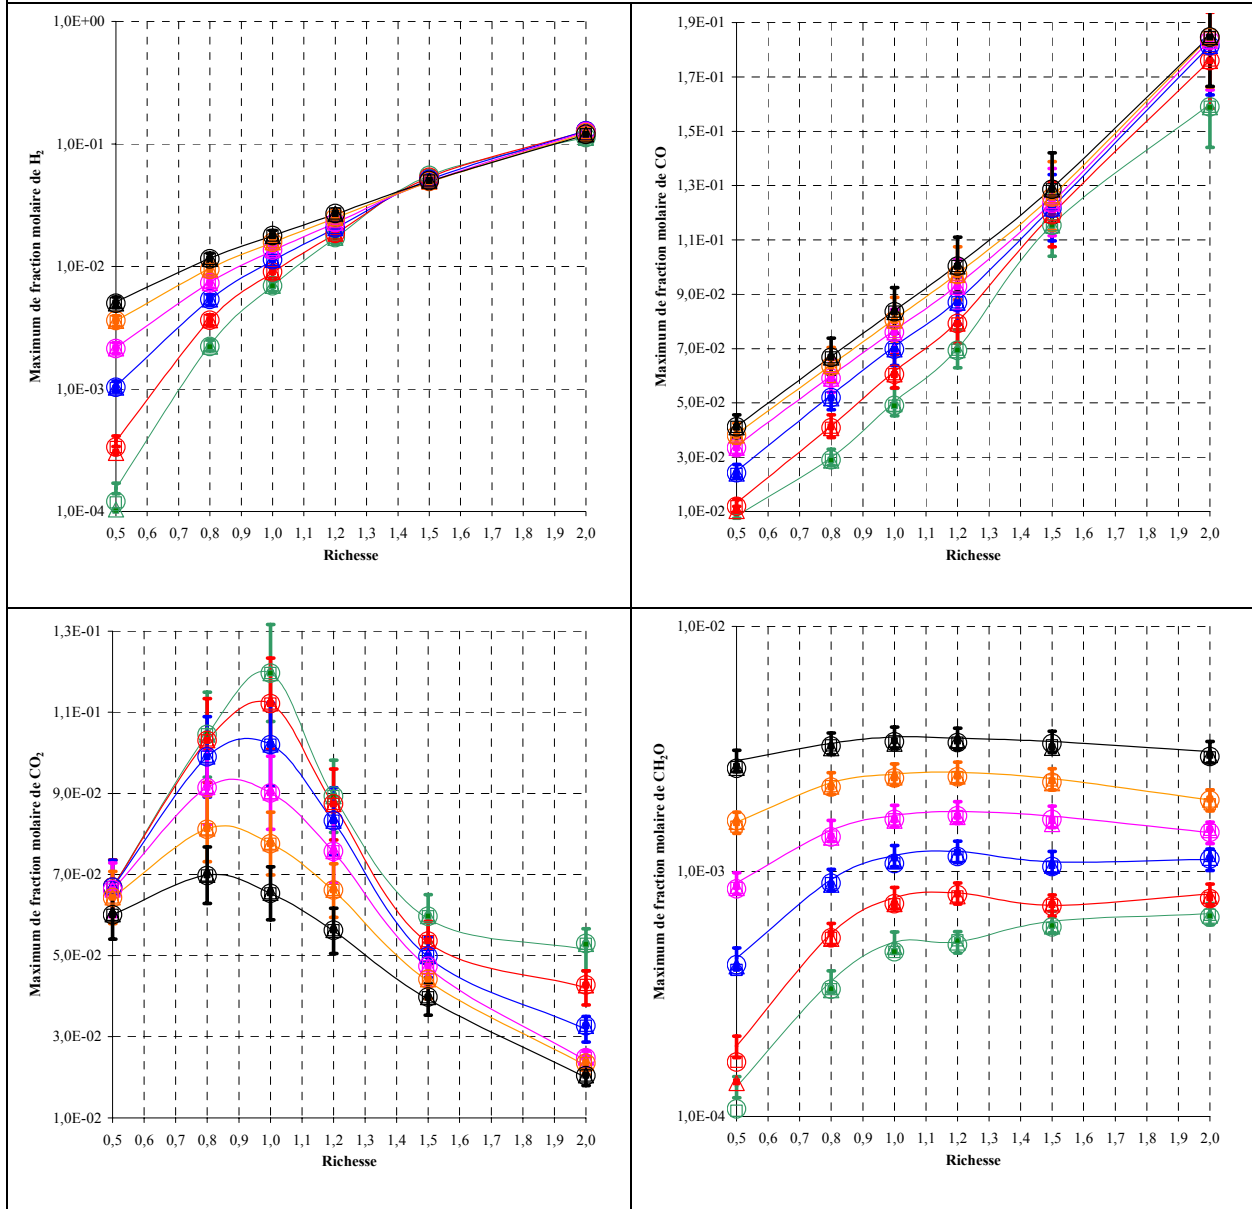 Maximum de fraction molaire de H2
1,0E+00
1,0E-01
1,0E-02
1,0E-03
1,0E-04
0,5 0,6 0,7 0,8 0,9 1,0 1,1 1,2 1,3 1,4 1,5 1,6 1,7 1,8 1,9 2,0
Richesse
Maximum de fraction molaire de CO
1,9E-01
1,7E-01
1,5E-01
1,3E-01
1,1E-01
9,0E-02
7,0E-02
5,0E-02
3,0E-02
1,0E-02
0,5 0,6 0,7 0,8 0,9 1,0 1,1 1,2 1,3 1,4 1,5 1,6 1,7 1,8 1,9 2,0
Richesse
Maximum de fraction molaire de CO2
1,3E-01
1,1E-01
9,0E-02
7,0E-02
5,0E-02
3,0E-02
1,0E-02
0,5 0,6 0,7 0,8 0,9 1,0 1,1 1,2 1,3 1,4 1,5 1,6 1,7 1,8 1,9 2,0
Richesse
Maximum de fraction molaire de CH2O
1,0E-02
1,0E-03
1,0E-04
0,5 0,6 0,7 0,8 0,9 1,0 1,1 1,2 1,3 1,4 1,5 1,6 1,7 1,8 1,9 2,0
Richesse